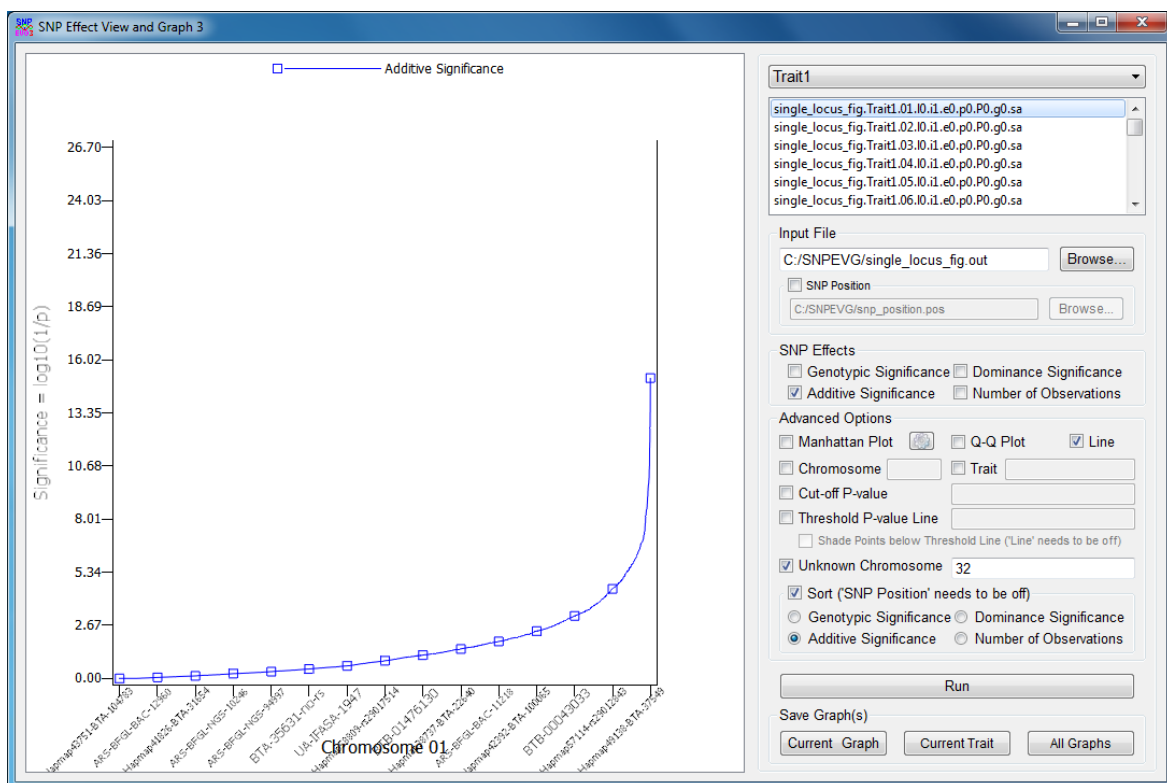 SNP Effect View and Graph 3
Additive Significance
Significance = log10(1/p)
26.70
24.03
21.36
18.69
16.02
13.35
10.68
8.01
5.34
2.67
0.00
ARS-BFGL-BAC-12960
Hapmap41826-BTA-31654
ARS-BFGL-NGS-10246
ARS-BFGL-NGS-94997
BTA-35631-no-rs
UA-IFASA-1947
ARS-BFGL-BAC-11218
Hapmap42392-BTA-100065
BTB-00043033
Hapmap57114-rs29012843
Chromosome 01
Trait1
single_locus_fig.Trait1.01.l0.i1.e0.p0.P0.g0.sa
single_locus_fig.Trait1.02.l0.i1.e0.p0.P0.g0.sa
single_locus_fig.Trait1.03.l0.i1.e0.p0.P0.g0.sa
single_locus_fig.Trait1.04.l0.i1.e0.p0.P0.g0.sa
single_locus_fig.Trait1.05.l0.i1.e0.p0.P0.g0.sa
single_locus_fig.Trait1.06.l0.i1.e0.p0.P0.g0.sa
Input File
C:/SNPEVG/single_locus_fig.out Browse...
SNP Position
C:/SNPEVG/snp_position.pos Browse...
SNP Effects
Genotypic Significance Dominance Significance
Additive Significance Number of Observations
Advanced Options
Manhattan Plot Q-Q Plot Line
Chromosome Trait
Cut-off P-value
Threshold P-value Line
Shade Points below Threshold Line ('Line' needs to be off)
Unknown Chromosome 32
Sort ('SNP Position' needs to be off)
Genotypic Significance Dominance Significance
Additive Significance Number of Observations
Run
Save Graph(s)
Current Graph Current Trait All Graphs